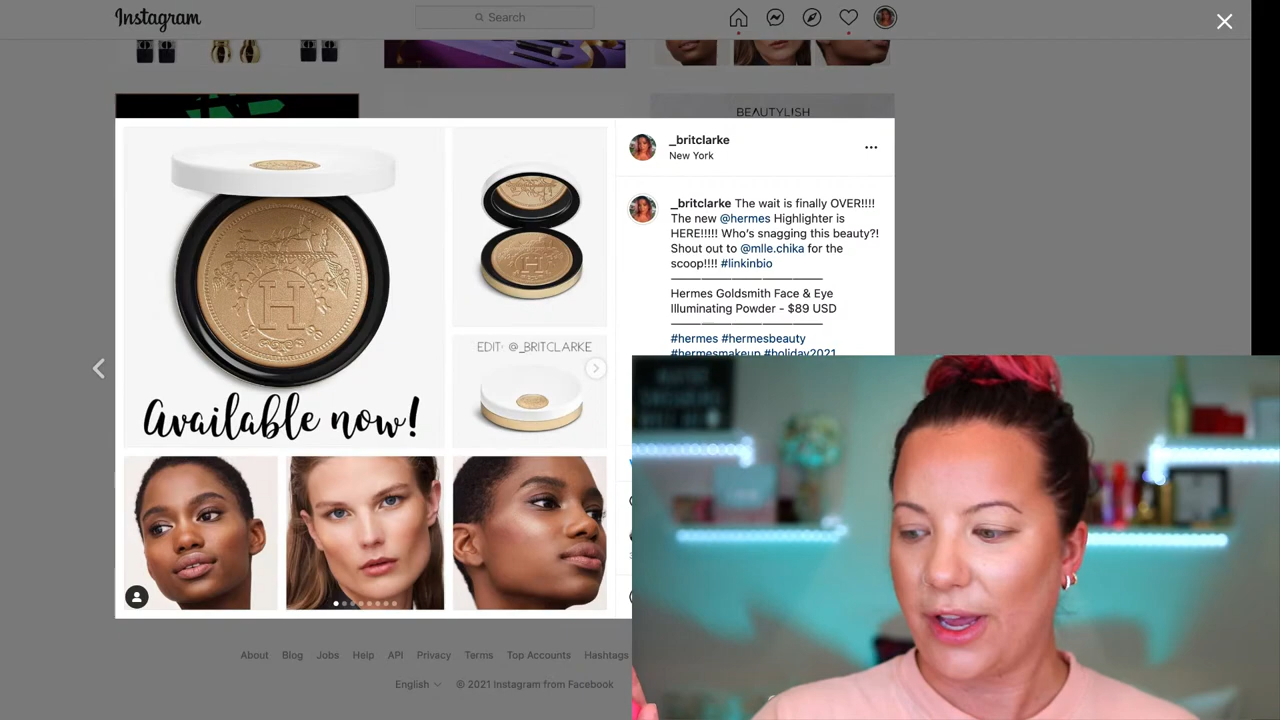 Instagram
Search
BEAUTYLISH
_britclarke
New York
_britclarke The wait is finally OVER!!!!
The new @hermes Highlighter is
HERE!!!!! Who's snagging this beauty?!
Shout out to @mlle.chika for the
scoop!!!! #linkinbio
Hermes Goldsmith Face & Eye
Illuminating Powder - $89 USD
#hermes #hermesbeauty
#hermesmakeup #holiday2021
H
H
EDIT: @_BRITCLARKE
Available now!
About Blog Jobs Help API Privacy Terms Top Accounts Hashtags
English © 2021 Instagram from Facebook